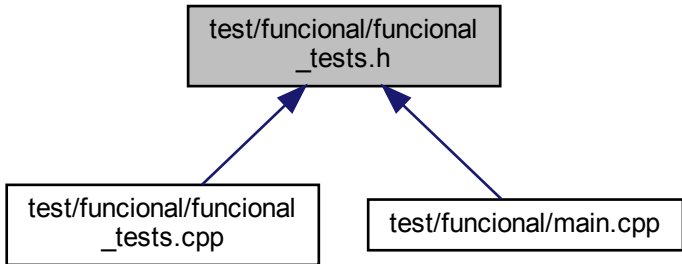 test/funcional/funcional
_tests.h
test/funcional/funcional
_tests.cpp
test/funcional/main.cpp